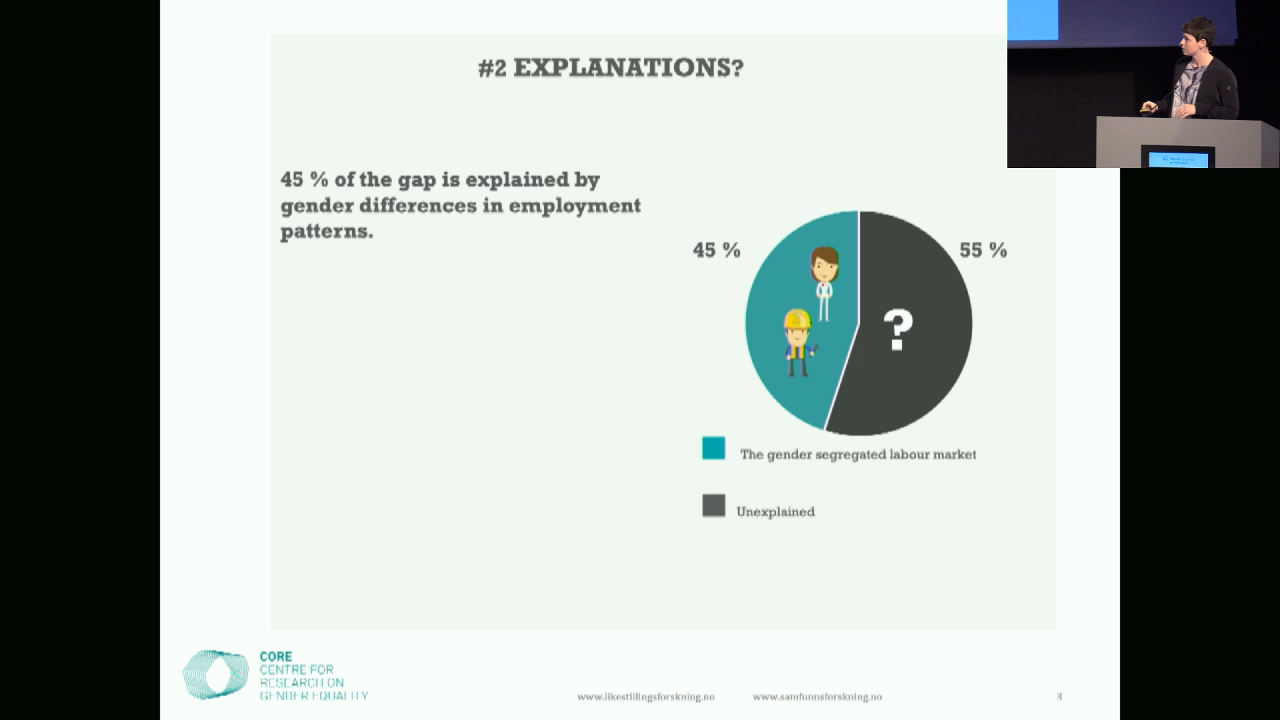 #2 EXPLANATIONS?
45 % of the gap is explained by
gender differences in employment
patterns.
45 %
55 %
?
The gender segregated labour market
Unexplained
CORE
CENTRE FOR
RESEARCH ON
GENDER EQUALITY
www.likestillingsforskning.no
www.samfunnsforskning.no
3